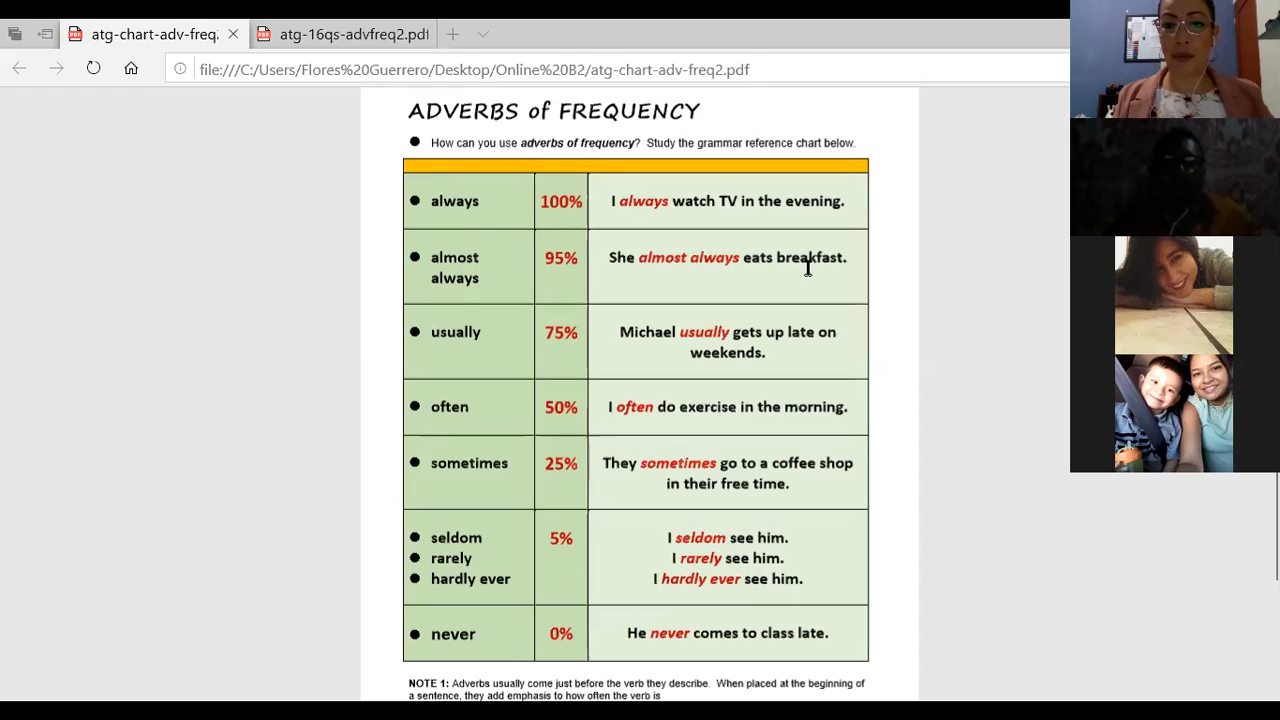 atg-chart-adv-freq2
atg-16qs-advfreq2.pdf
file:///C:/Users/Flores%20Guerrero/Desktop/Online%20B2/atg-chart-adv-freq2.pdf
ADVERBS of FREQUENCY
● How can you use adverbs of frequency? Study the grammar reference chart below.
● always 100% I always watch TV in the evening.
● almost always 95% She almost always eats breakfast.
● usually 75% Michael usually gets up late on
weekends.
● often 50% I often do exercise in the morning.
● sometimes 25% They sometimes go to a coffee shop
in their free time.
● seldom 5% I seldom see him.
● rarely I rarely see him.
● hardly ever I hardly ever see him.
● never 0% He never comes to class late.
NOTE 1: Adverbs usually come just before the verb they describe. When placed at the beginning of
a sentence, they add emphasis to how often the verb is